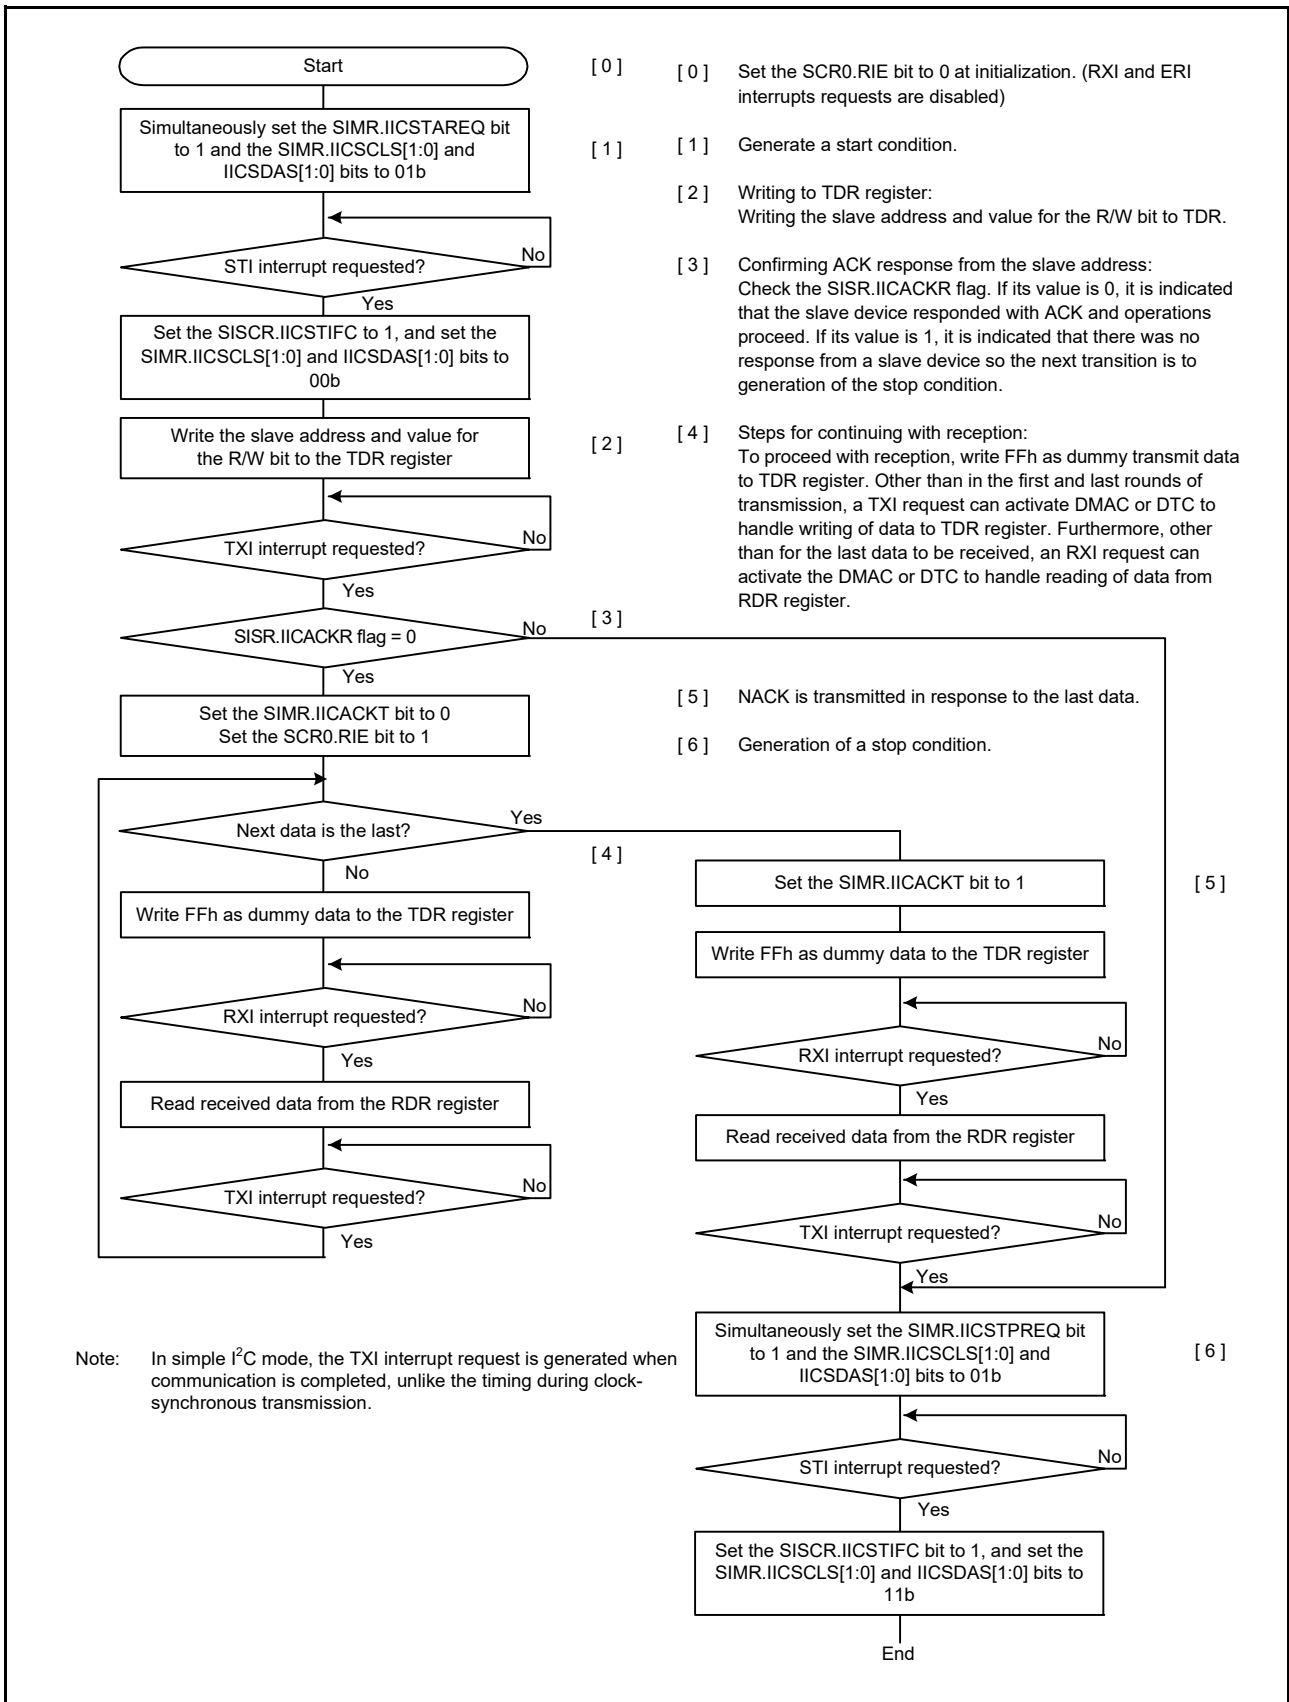 Start
[ 0 ]
Simultaneously set the SIMR.IICSTAREQ bit
to 1 and the SIMR.IICSCLS[1:0] and
IICSDAS[1:0] bits to 01b
[ 1 ]
STI interrupt requested?
No
Yes
Set the SISCR.IICSTIFC to 1, and set the
SIMR.IICSCLS[1:0] and IICSDAS[1:0] bits to
00b
Write the slave address and value for
the R/W bit to the TDR register
[ 2 ]
TXI interrupt requested?
No
Yes
SISR.IICACKR flag = 0
No
[ 3 ]
Yes
Set the SIMR.IICACKT bit to 0
Set the SCR0.RIE bit to 1
Next data is the last?
Yes
[ 4 ]
No
Write FFh as dummy data to the TDR register
RXI interrupt requested?
No
Yes
Read received data from the RDR register
TXI interrupt requested?
No
Yes
[ 0 ] Set the SCR0.RIE bit to 0 at initialization. (RXI and ERI
interrupts requests are disabled)
[ 1 ] Generate a start condition.
[ 2 ] Writing to TDR register:
Writing the slave address and value for the R/W bit to TDR.
[ 3 ] Confirming ACK response from the slave address:
Check the SISR.IICACKR flag. If its value is 0, it is indicated
that the slave device responded with ACK and operations
proceed. If its value is 1, it is indicated that there was no
response from a slave device so the next transition is to
generation of the stop condition.
[ 4 ] Steps for continuing with reception:
To proceed with reception, write FFh as dummy transmit data
to TDR register. Other than in the first and last rounds of
transmission, a TXI request can activate DMAC or DTC to
handle writing of data to TDR register. Furthermore, other
than for the last data to be received, an RXI request can
activate the DMAC or DTC to handle reading of data from
RDR register.
[ 5 ] NACK is transmitted in response to the last data.
[ 6 ] Generation of a stop condition.
Set the SIMR.IICACKT bit to 1
[ 5 ]
Write FFh as dummy data to the TDR register
RXI interrupt requested?
No
Yes
Read received data from the RDR register
TXI interrupt requested?
No
Yes
Simultaneously set the SIMR.IICSTPREQ bit
to 1 and the SIMR.IICSCLS[1:0] and
IICSDAS[1:0] bits to 01b
[ 6 ]
STI interrupt requested?
No
Yes
Set the SISCR.IICSTIFC bit to 1, and set the
SIMR.IICSCLS[1:0] and IICSDAS[1:0] bits to
11b
End
Note: In simple I²C mode, the TXI interrupt request is generated when
communication is completed, unlike the timing during clock-
synchronous transmission.